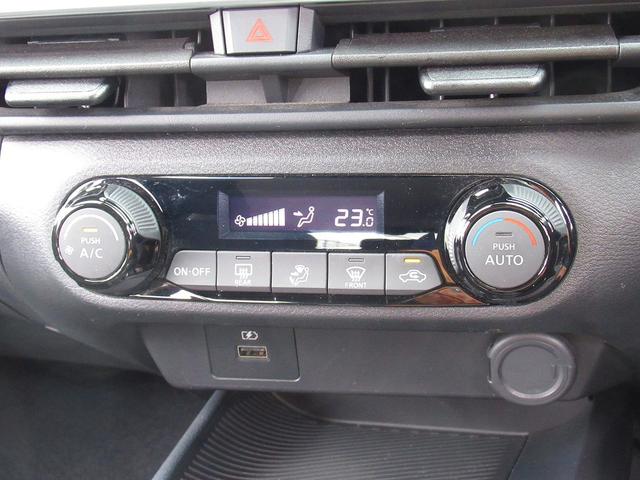 23.0 °C
PUSH
A/C
ON·OFF
REAR
FRONT
PUSH
AUTO